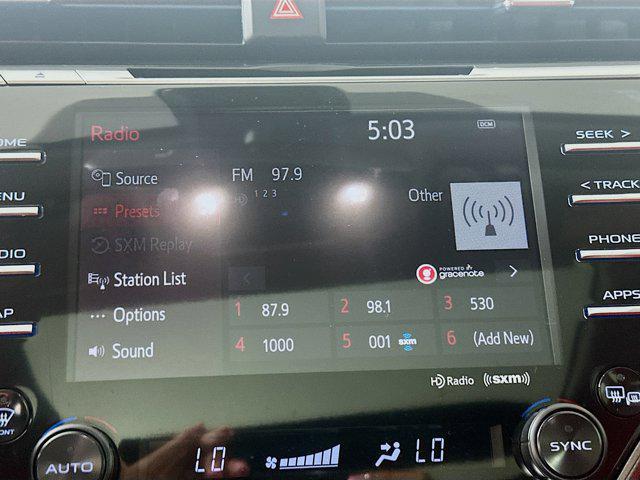 SEEK >
HOME
Radio
5:03
DCM
Source
FM 97.9
HD 1 2 3
< TRACK
MENU
Presets
Other
SXM Replay
PHONE
POWERED BY
gracenote
>
Station List
<
APPS
1 87.9
2 98.1
3 530
Options
4 1000
5 001 sxm
6 (Add New)
Sound
HD Radio ((sxm))
AUTO
LO
LO
SYNC